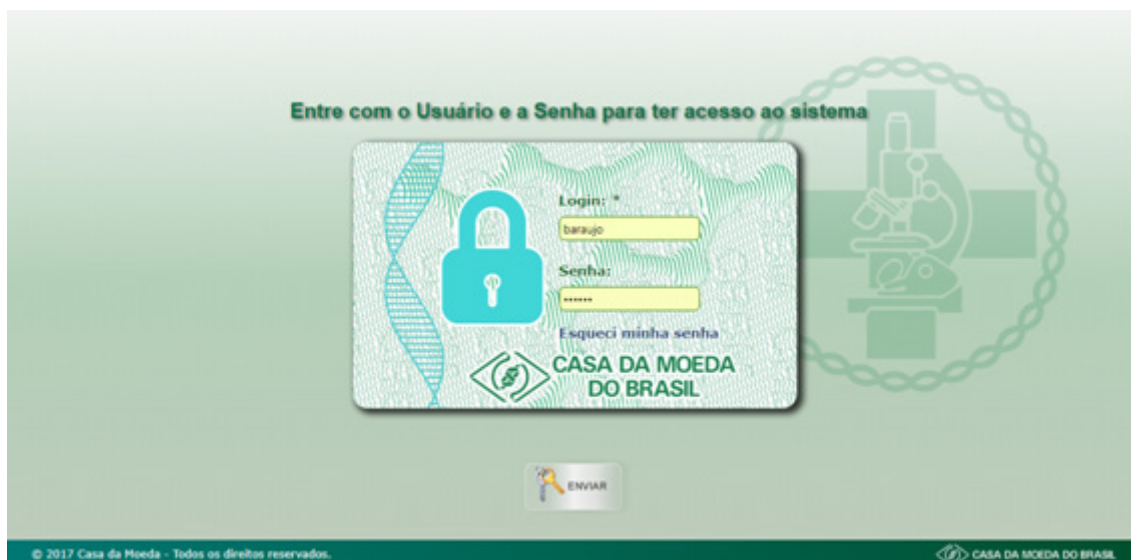 Entre com o Usuário e a Senha para ter acesso ao sistema
Login: *
baraujo
Senha:
••••••
Esqueci minha senha
CASA DA MOEDA
DO BRASIL
ENVIAR
© 2017 Casa da Moeda - Todos os direitos reservados.
CASA DA MOEDA DO BRASIL